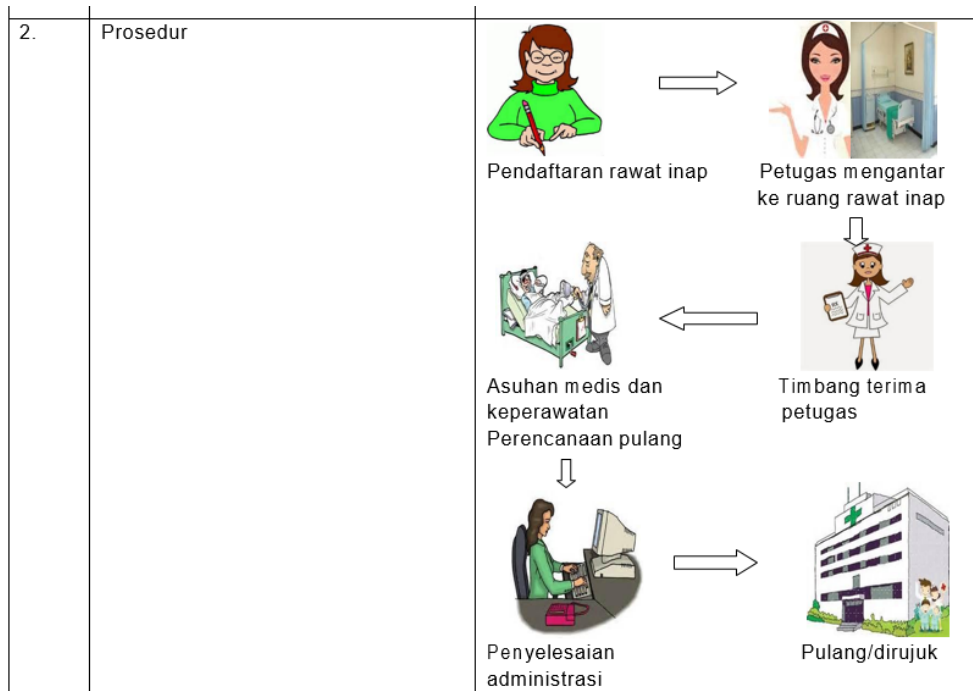 2.
Prosedur
Pendaftaran rawat inap
Petugas mengantar
ke ruang rawat inap
Timbang terima
petugas
Asuhan medis dan
keperawatan
Perencanaan pulang
Penyelesaian
administrasi
Pulang/dirujuk